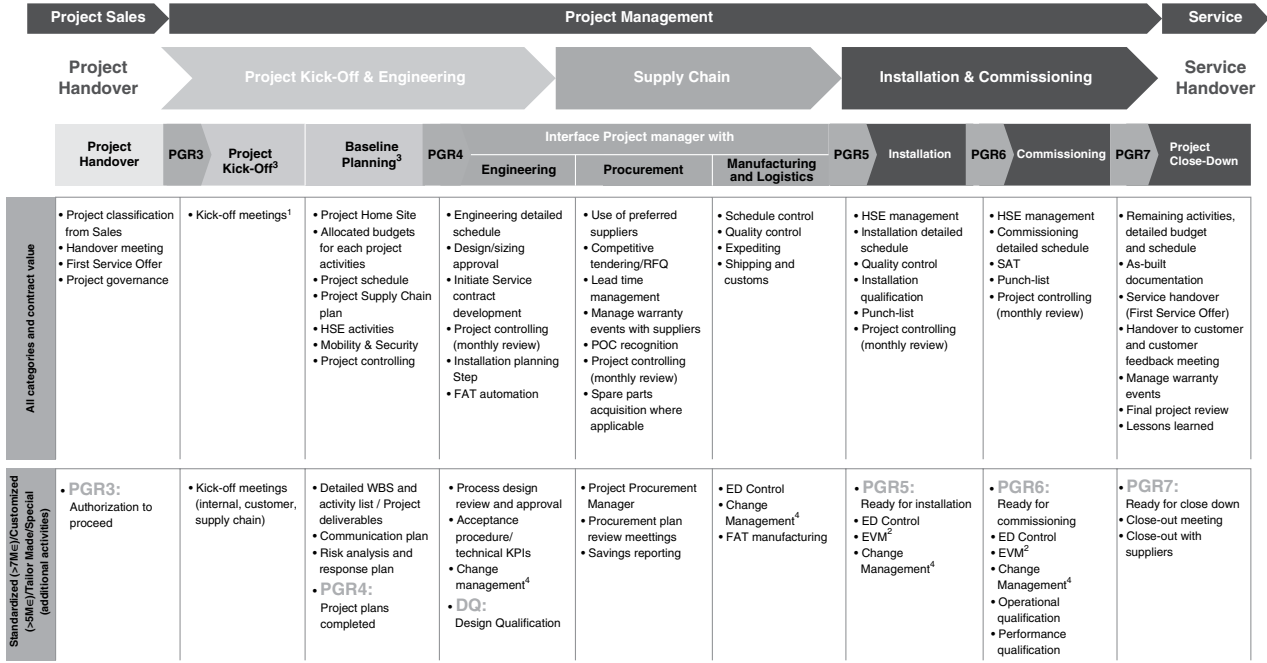 Project Sales
Project Management
Service
Project
Handover
Project Kick-Off & Engineering
Supply Chain
Installation & Commissioning
Service
Handover
Project
Handover
PGR3
Project
Kick-Off3
Baseline
Planning3
PGR4
Interface Project manager with
Engineering
Procurement
Manufacturing
and Logistics
PGR5
Installation
PGR6
Commissioning
PGR7
Project
Close-Down
All categories and contract value
• Project classification
from Sales
• Handover meeting
• First Service Offer
• Project governance
• Kick-off meetings1
• Project Home Site
• Allocated budgets
for each project
activities
• Project schedule
• Project Supply Chain
plan
• HSE activities
• Mobility & Security
• Project controlling
• Engineering detailed
schedule
• Design/sizing
approval
• Initiate Service
contract
development
• Project controlling
(monthly review)
• Installation planning
Step
• FAT automation
• Use of preferred
suppliers
• Competitive
tendering/RFQ
• Lead time
management
• Manage warranty
events with suppliers
• POC recognition
• Project controlling
(monthly review)
• Spare parts
acquisition where
applicable
• Schedule control
• Quality control
• Expediting
• Shipping and
customs
• HSE management
• Installation detailed
schedule
• Quality control
• Installation
qualification
• Punch-list
• Project controlling
(monthly review)
• HSE management
• Commissioning
detailed schedule
• SAT
• Punch-list
• Project controlling
(monthly review)
• Remaining activities,
detailed budget
and schedule
• As-built
documentation
• Service handover
(First Service Offer)
• Handover to customer
and customer
feedback meeting
• Manage warranty
events
• Final project review
• Lessons learned
Standardized (>7M∈)/Customized
(>5M∈)/Tailor Made/Special
(additional activities)
• PGR3:
Authorization to
proceed
• Kick-off meetings
(internal, customer,
supply chain)
• Detailed WBS and
activity list / Project
deliverables
• Communication plan
• Risk analysis and
response plan
• PGR4:
Project plans
completed
• Process design
review and approval
• Acceptance
procedure/
technical KPIs
• Change
management4
• DQ:
Design Qualification
• Project Procurement
Manager
• Procurement plan
review meettings
• Savings reporting
• ED Control
• Change
Management4
• FAT manufacturing
• PGR5:
Ready for installation
• ED Control
• EVM2
• Change
Management4
• PGR6:
Ready for
commissioning
• ED Control
• EVM2
• Change
Management4
• Operational
qualification
• Performance
qualification
• PGR7:
Ready for close down
• Close-out meeting
• Close-out with
suppliers